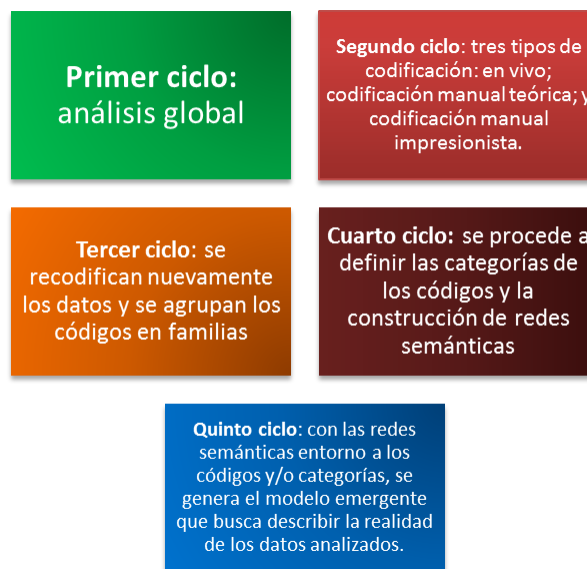 Primer ciclo:
análisis global
Segundo ciclo: tres tipos de
codificación: en vivo;
codificación manual teórica; y
codificación manual
impresionista.
Tercer ciclo: se
recodifican nuevamente
los datos y se agrupan los
códigos en familias
Cuarto ciclo: se procede a
definir las categorías de
los códigos y la
construcción de redes
semánticas
Quinto ciclo: con las redes
semánticas entorno a los
códigos y/o categorías, se
genera el modelo emergente
que busca describir la realidad
de los datos analizados.